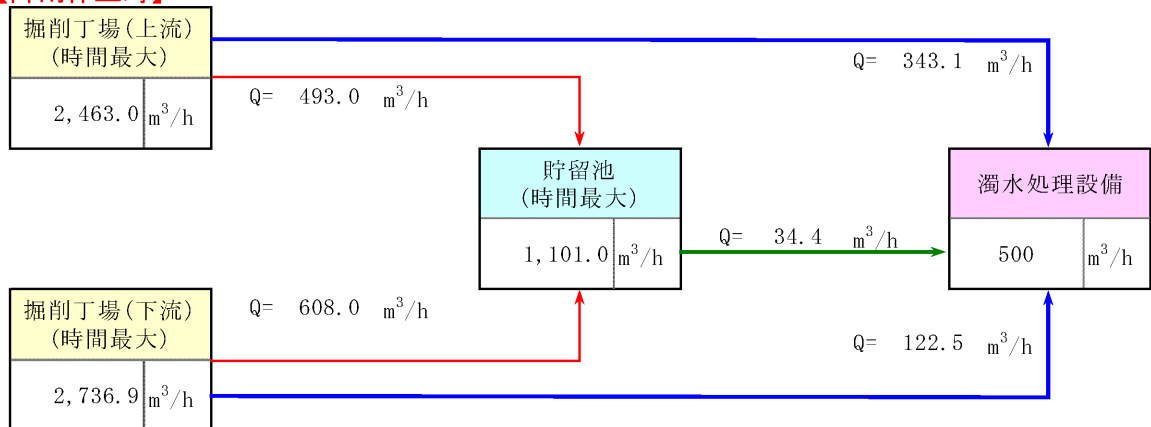 掘削丁場(上流)
(時間最大)
2,463.0 m³/h
Q= 493.0 m³/h
Q= 343.1 m³/h
貯留池
(時間最大)
1,101.0 m³/h
Q= 34.4 m³/h
濁水処理設備
500 m³/h
掘削丁場(下流)
(時間最大)
2,736.9 m³/h
Q= 608.0 m³/h
Q= 122.5 m³/h